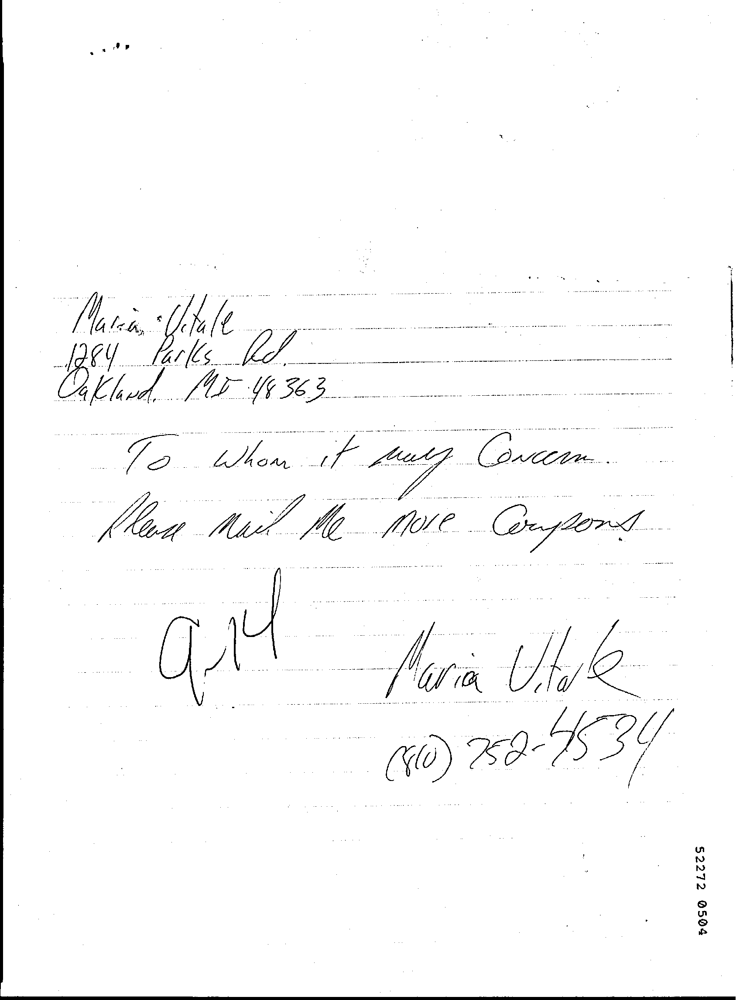 Maria Vitale
1284 Parks Rd.
Oakland, MI 48363
To whom it may Concern.
Please Mail Me more Coupons!
9-14
Maria Vitale
(810) 752-4534
52272 0504